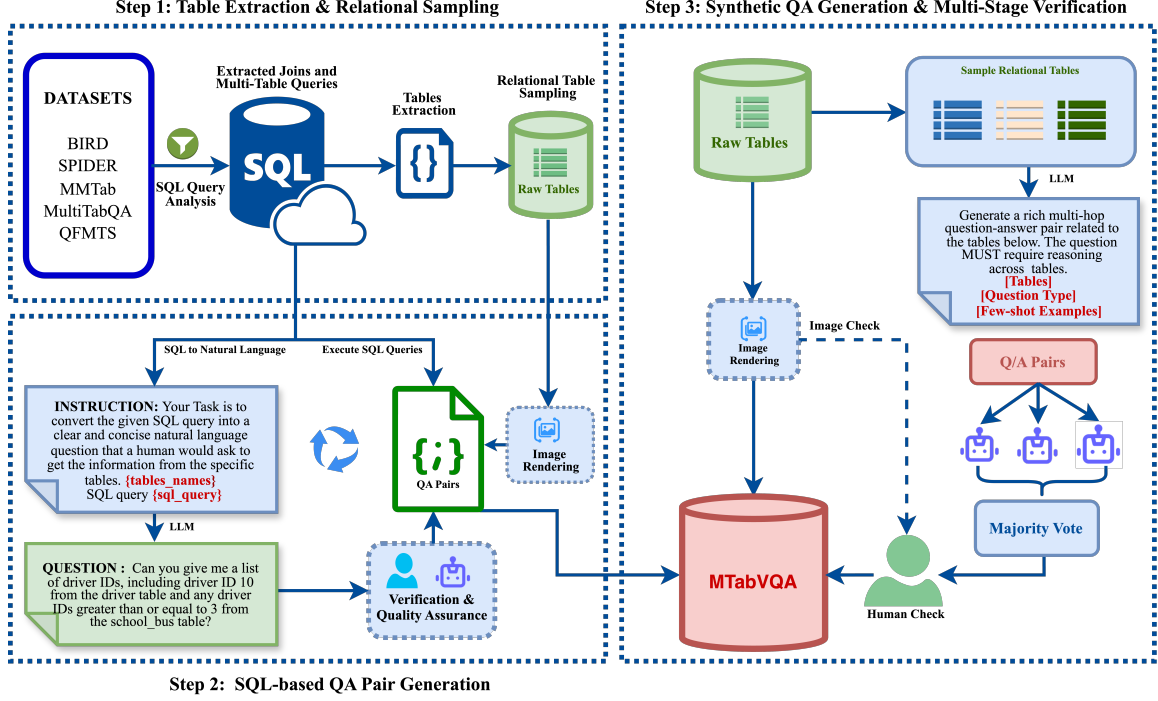 Step 1: Table Extraction & Relational Sampling
DATASETS
BIRD
SPIDER
MMTab
MultiTabQA
QFMTS
SQL Query
Analysis
Extracted Joins and
Multi-Table Queries
SQL
Tables
Extraction
{}
Relational Table
Sampling
Raw Tables
SQL to Natural Language
Execute SQL Queries
INSTRUCTION: Your Task is to
convert the given SQL query into a
clear and concise natural language
question that a human would ask to
get the information from the specific
tables. {tables_names}
SQL query {sql_query}
LLM
QUESTION : Can you give me a list
of driver IDs, including driver ID 10
from the driver table and any driver
IDs greater than or equal to 3 from
the school_bus table?
{;}
QA Pairs
Image
Rendering
Verification &
Quality Assurance
Step 2: SQL-based QA Pair Generation
Step 3: Synthetic QA Generation & Multi-Stage Verification
Raw Tables
Sample Relational Tables
LLM
Generate a rich multi-hop
question-answer pair related to
the tables below. The question
MUST require reasoning
across tables.
[Tables]
[Question Type]
[Few-shot Examples]
Image
Rendering
Image Check
Q/A Pairs
Majority Vote
Human Check
MTabVQA